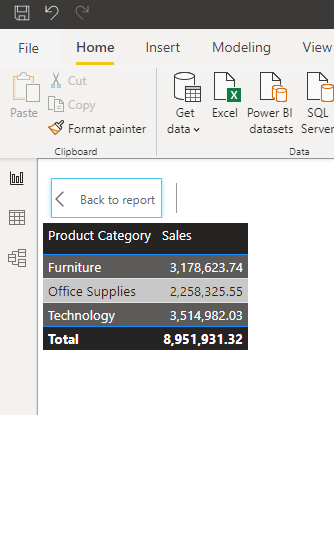 File Home Insert Modeling View
Paste
Cut
Copy
Format painter
Clipboard
Get data
Excel
Power BI datasets
SQL Server
Data
Back to report
Product Category Sales
Furniture 3,178,623.74
Office Supplies 2,258,325.55
Technology 3,514,982.03
Total 8,951,931.32